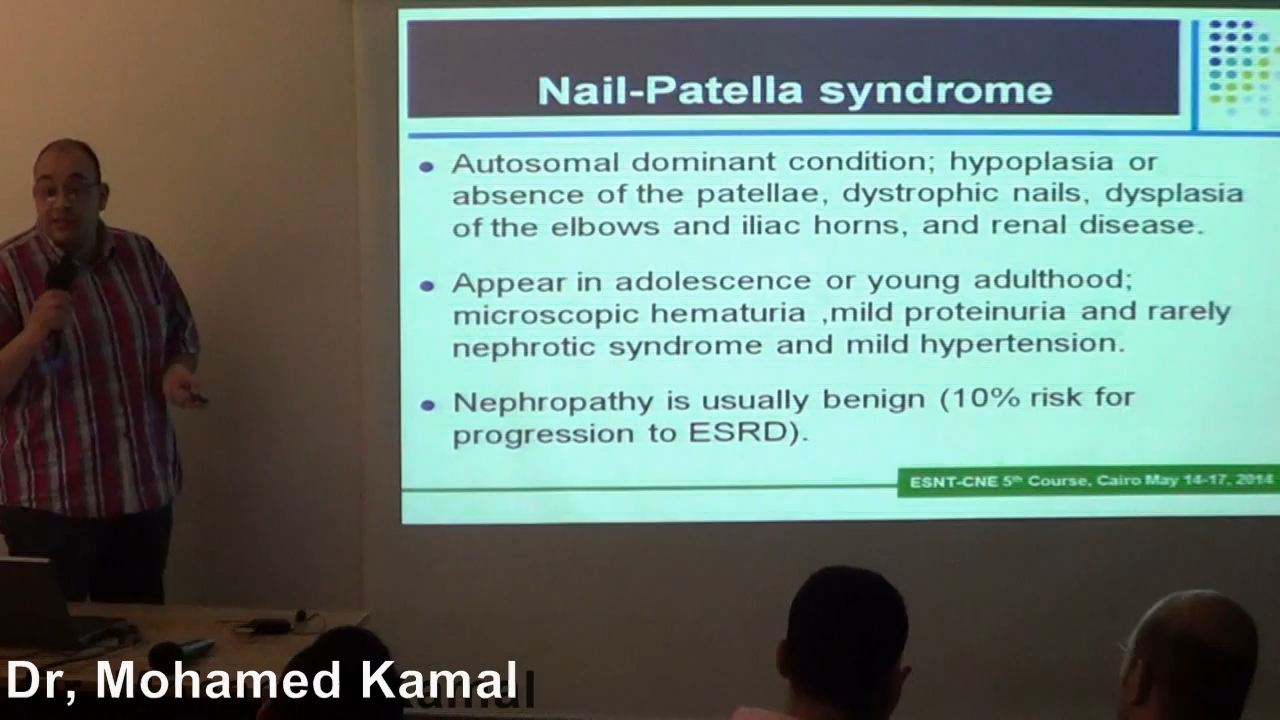 Nail-Patella syndrome
Autosomal dominant condition; hypoplasia or
absence of the patellae, dystrophic nails, dysplasia
of the elbows and iliac horns, and renal disease.
Appear in adolescence or young adulthood;
microscopic hematuria ,mild proteinuria and rarely
nephrotic syndrome and mild hypertension.
Nephropathy is usually benign (10% risk for
progression to ESRD).
ESNT-CNE 5th Course, Cairo May 14-17, 2014
Dr, Mohamed Kamal